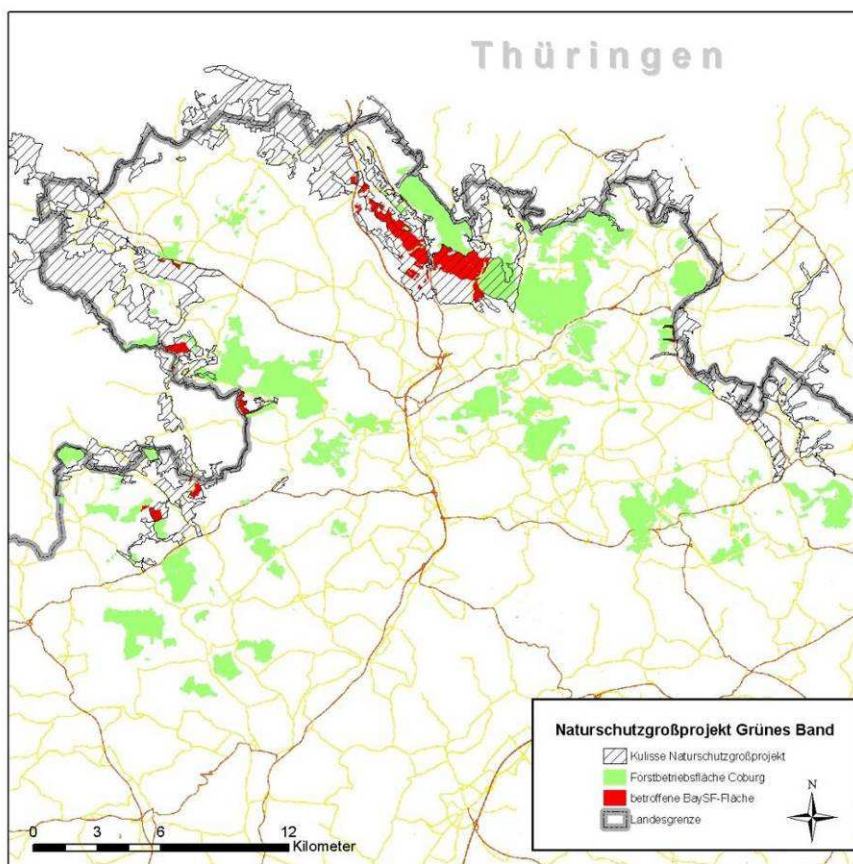 Thüringen
Naturschutzgroßprojekt Grünes Band
Kulisse Naturschutzgroßprojekt
Forstbetriebsfläche Coburg
betroffene BaySF-Fläche
Landesgrenze
N
0 3 6 12
Kilometer